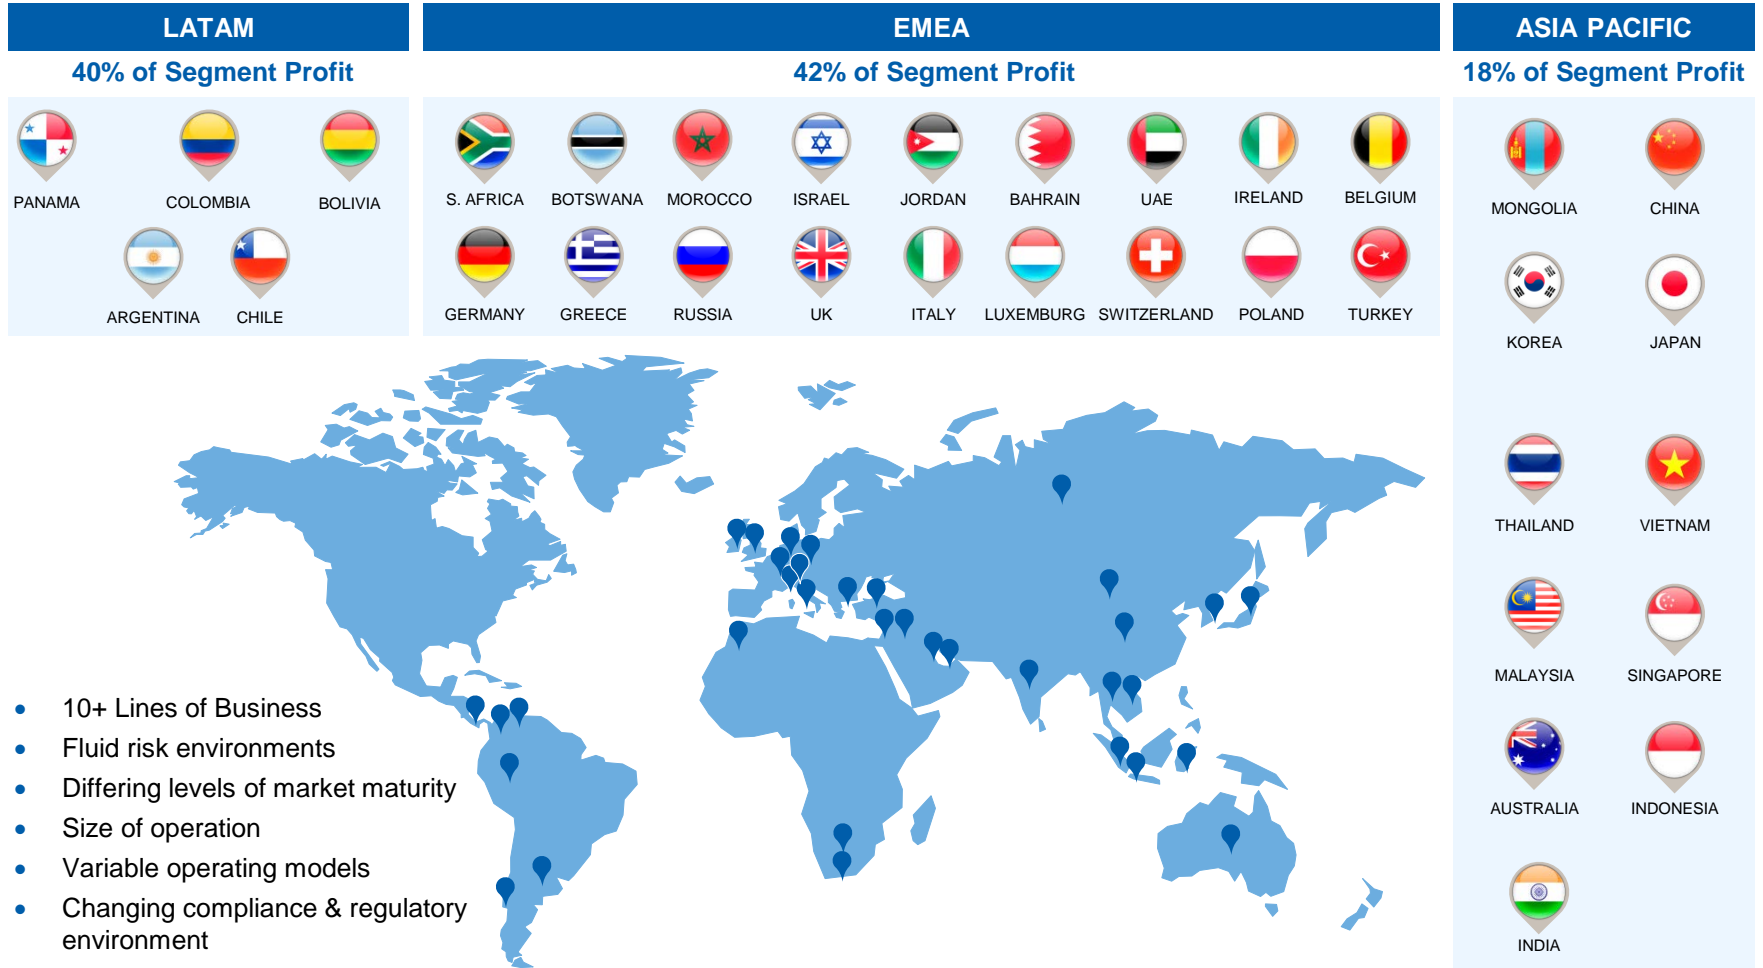 LATAM
40% of Segment Profit
PANAMA
COLOMBIA
BOLIVIA
ARGENTINA
CHILE
EMEA
42% of Segment Profit
S. AFRICA
BOTSWANA
MOROCCO
ISRAEL
JORDAN
BAHRAIN
UAE
IRELAND
BELGIUM
GERMANY
GREECE
RUSSIA
UK
ITALY
LUXEMBURG
SWITZERLAND
POLAND
TURKEY
ASIA PACIFIC
18% of Segment Profit
MONGOLIA
CHINA
KOREA
JAPAN
THAILAND
VIETNAM
MALAYSIA
SINGAPORE
AUSTRALIA
INDONESIA
INDIA
• 10+ Lines of Business
• Fluid risk environments
• Differing levels of market maturity
• Size of operation
• Variable operating models
• Changing compliance & regulatory
environment